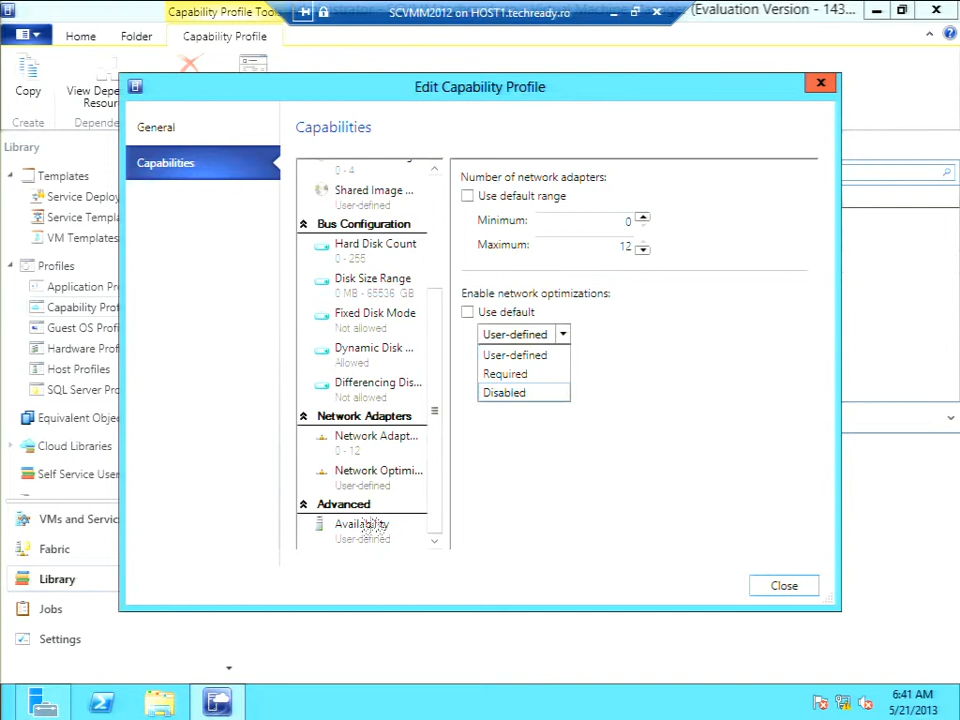 Capability Profile Tools
SCVMM2012 on HOST1.techready.ro
(Evaluation Version - 143...
Home
Folder
Capability Profile
Copy
View Depe
Resour
Create
Depende
Edit Capability Profile
General
Capabilities
Capabilities
Library
Templates
Service Deploy
Service Templ
VM Templates
Profiles
Application Pr
Capability Prof
Guest OS Profi
Hardware Prof
Host Profiles
SQL Server Pro
Equivalent Obje
Cloud Libraries
Self Service User
VMs and Servic
Fabric
Library
Jobs
Settings
0 - 4
Shared Image ...
User-defined
Bus Configuration
Hard Disk Count
0 - 255
Disk Size Range
0 MB - 65536 GB
Fixed Disk Mode
Not allowed
Dynamic Disk ...
Allowed
Differencing Dis...
Not allowed
Network Adapters
Network Adapt...
0 - 12
Network Optimi...
User-defined
Advanced
Availability
User-defined
Number of network adapters:
Use default range
Minimum: 0
Maximum: 12
Enable network optimizations:
Use default
User-defined
User-defined
Required
Disabled
Close
6:41 AM
5/21/2013